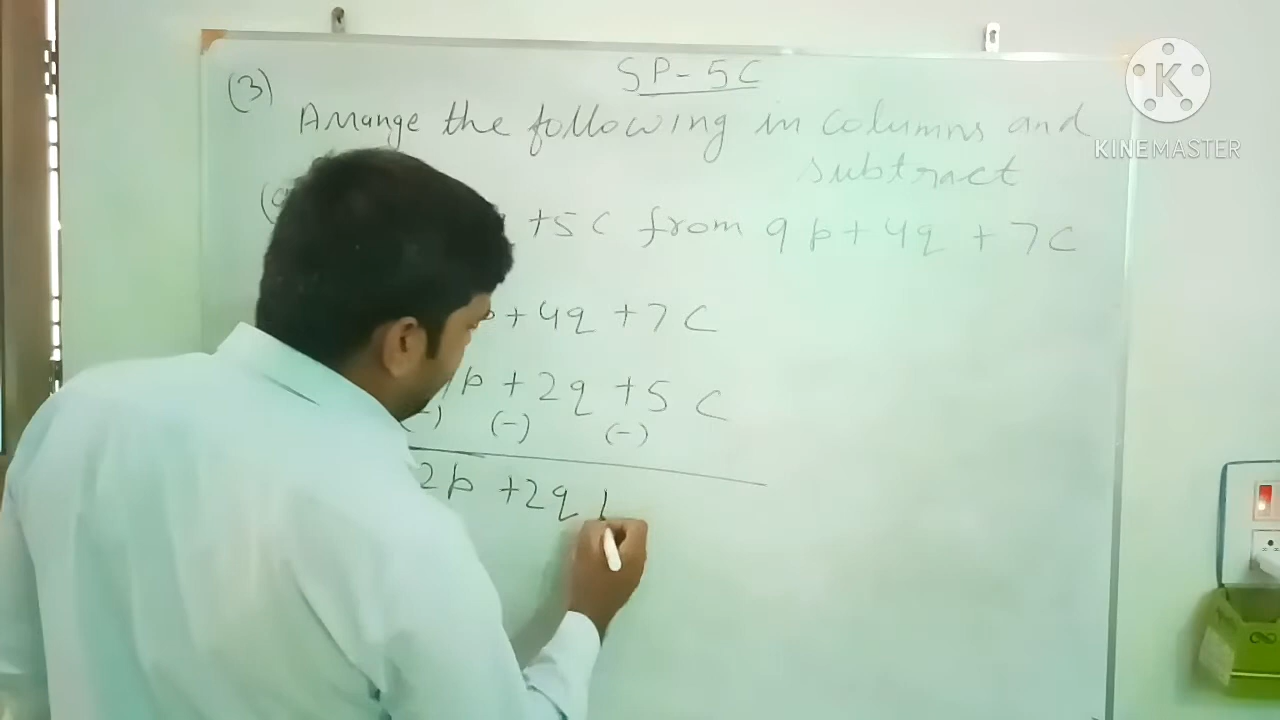 SP-5C
(3)
Arrange the following in columns and
subtract
+5C from 9p+4q +7C
+4q +7C
p +2q +5C
(-) (-)
2p +2q
K
KINEMASTER